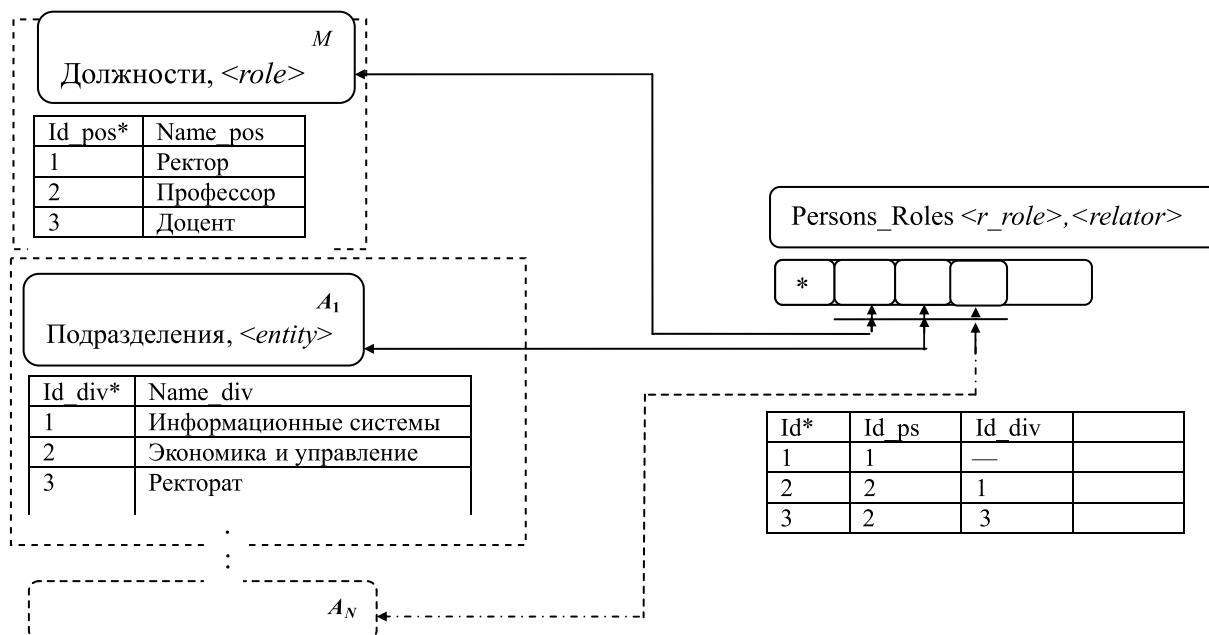 M
Должности, <role>
Id_pos* Name_pos
1 Ректор
2 Профессор
3 Доцент
Persons_Roles <r_role>,<relator>
*
A1
Подразделения, <entity>
Id_div* Name_div
1 Информационные системы
2 Экономика и управление
3 Ректорат
Id* Id_ps Id_div
1 1 —
2 2 1
3 2 3
AN